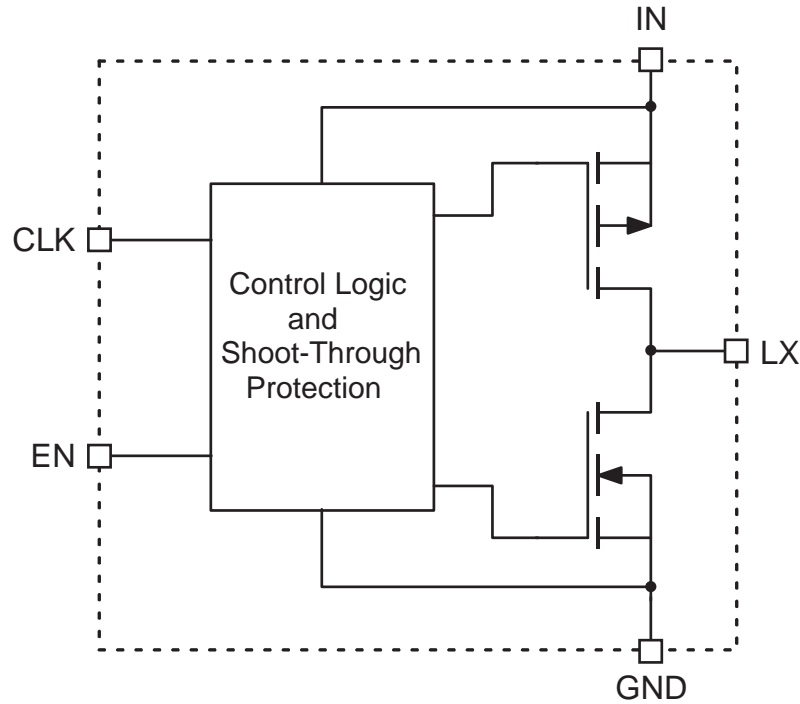 IN
CLK
Control Logic
and
Shoot-Through
Protection
LX
EN
GND